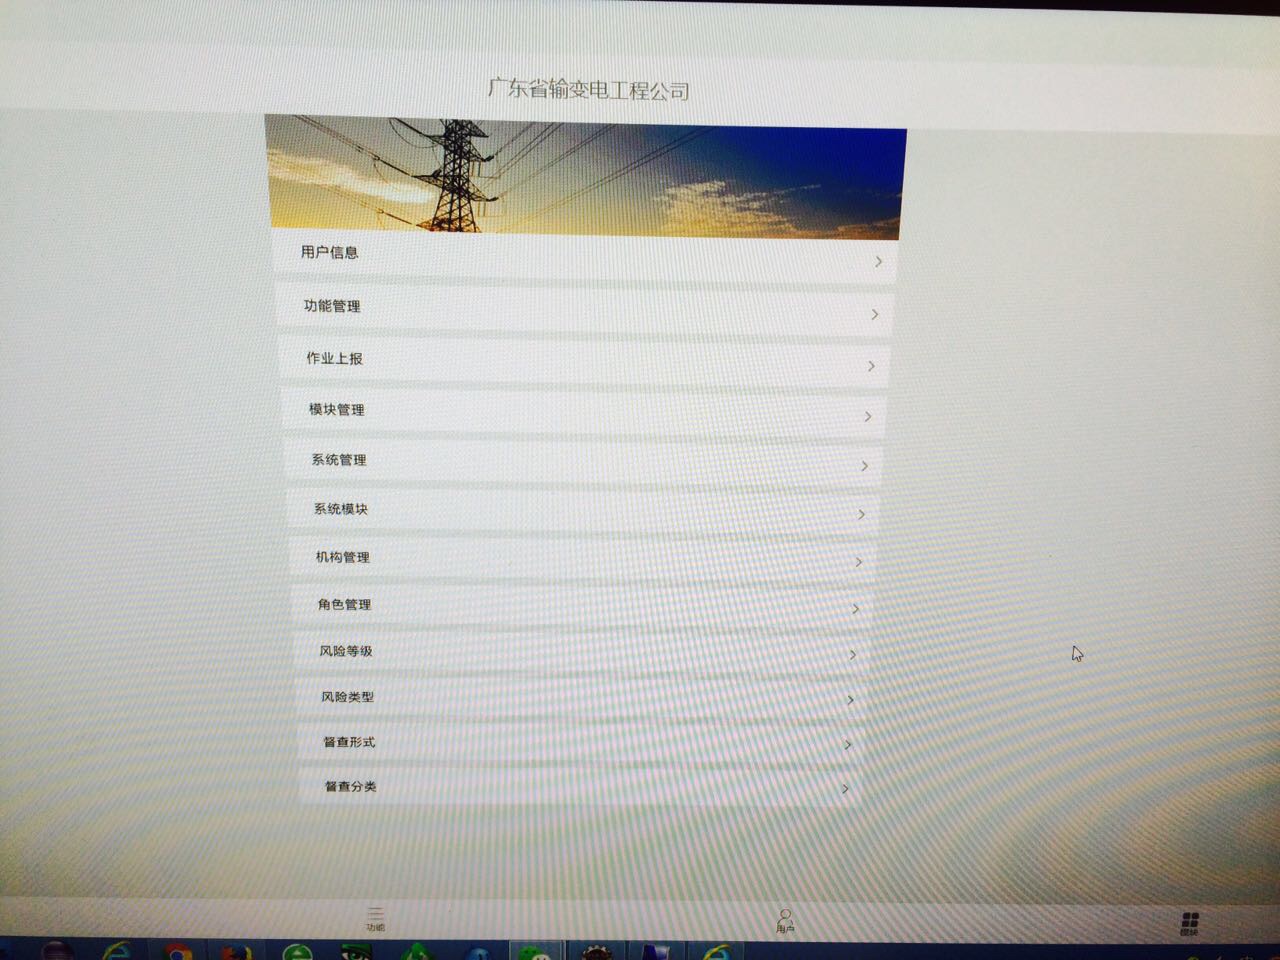 广东省输变电工程公司
用户信息
功能管理
作业上报
模块管理
系统管理
系统模块
机构管理
角色管理
风险等级
风险类型
督查形式
督查分类
功能
用户
模块